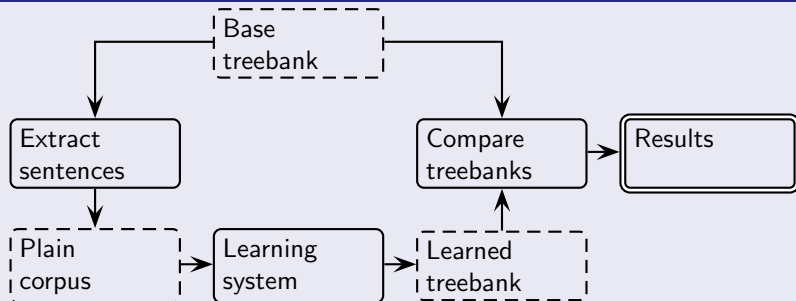 Base
treebank
Extract
sentences
Compare
treebanks
Results
Plain
corpus
Learning
system
Learned
treebank